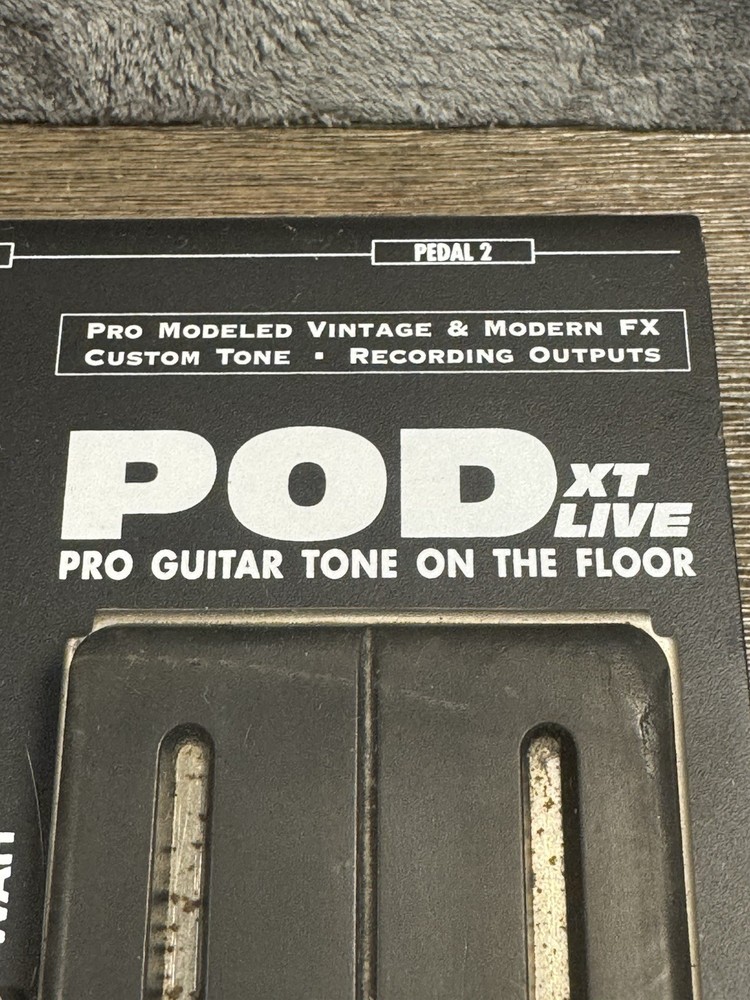 PEDAL 2
PRO MODELED VINTAGE & MODERN FX
CUSTOM TONE ▪ RECORDING OUTPUTS
POD XT LIVE
PRO GUITAR TONE ON THE FLOOR
WAH